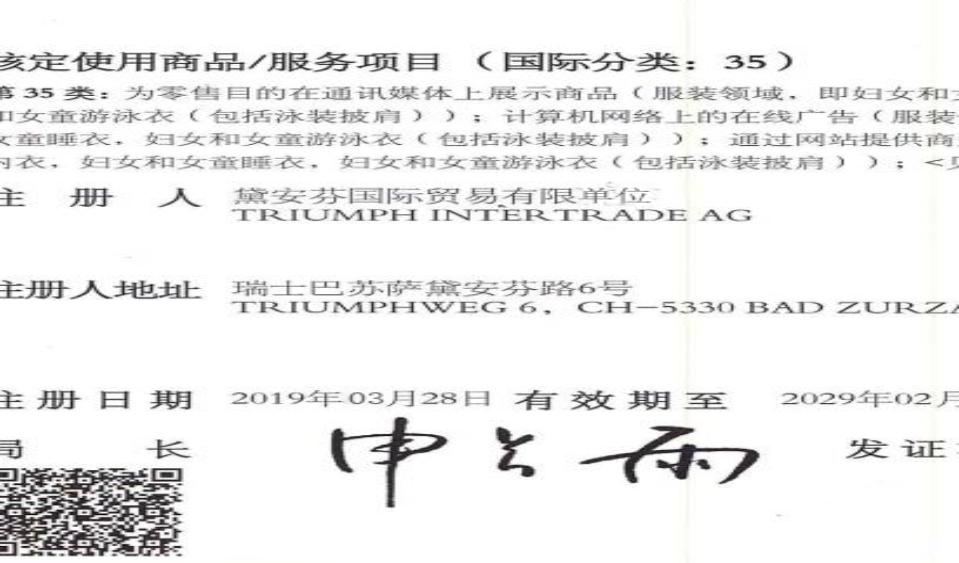 核定使用商品/服务项目 （国际分类：35）
第 35 类：为零售目的在通讯媒体上展示商品（服装领域，即妇女和
和女童游泳衣（包括泳装披肩））；计算机网络上的在线广告（服装
女童睡衣，妇女和女童游泳衣（包括泳装披肩））；通过网站提供商
内衣，妇女和女童睡衣，妇女和女童游泳衣（包括泳装披肩））；<
注 册 人 黛安芬国际贸易有限单位
TRIUMPH INTERTRADE AG
注册人地址 瑞士巴苏萨黛安芬路6号
TRIUMPHWEG 6，CH-5330 BAD ZURZA
注 册 日 期 2019年03月28日 有 效 期 至 2029年02月
局 长 申长雨 发 证